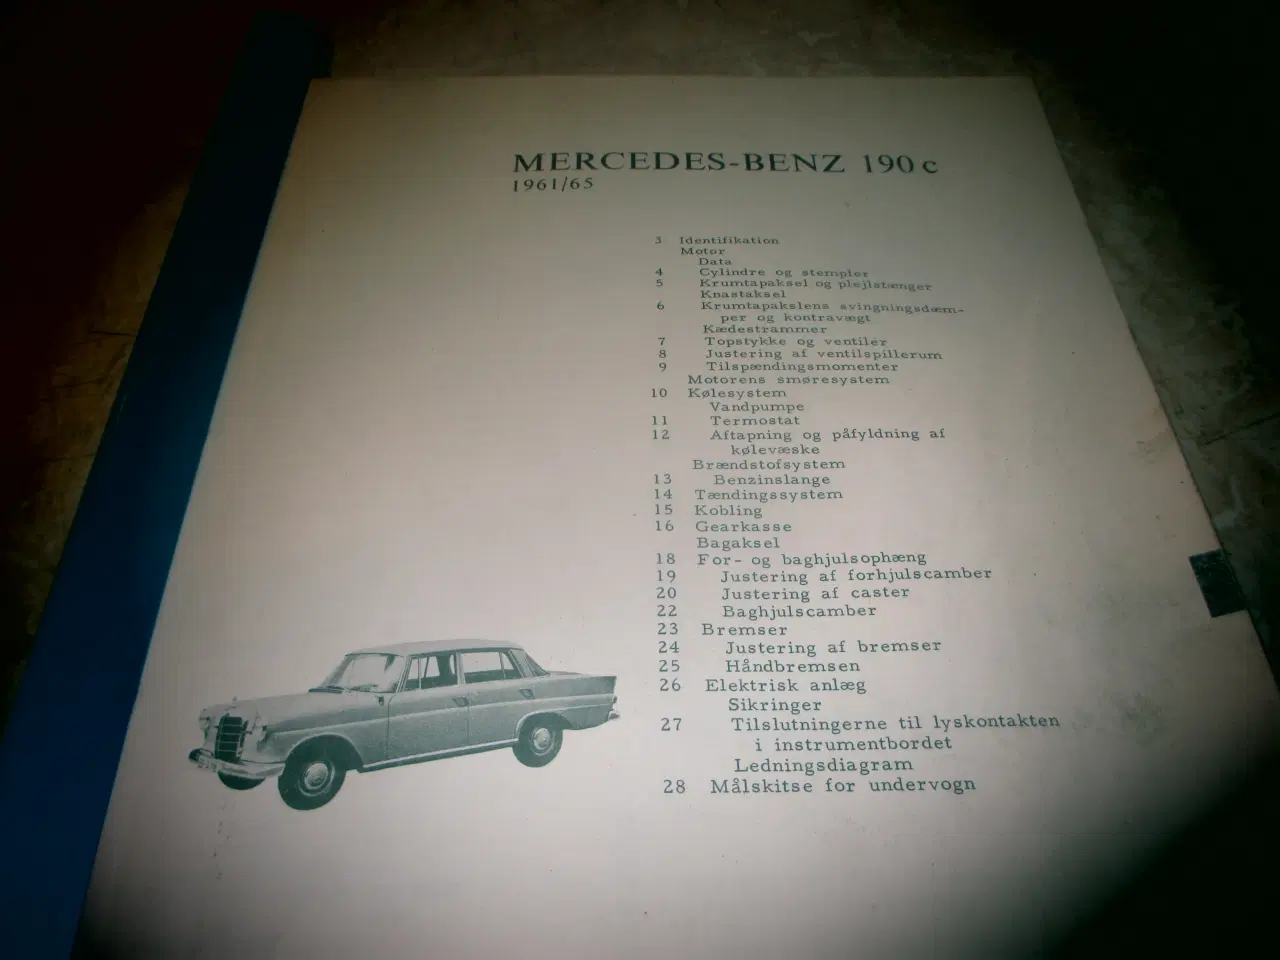 MERCEDES-BENZ 190 c
1961/65
3 Identifikation
Motor
Data
4 Cylindre og stempler
5 Krumtapaksel og plejlstænger
Knastaksel
6 Krumtapakslens svingningsdæm-
per og kontravægt
Kædestrammer
7 Topstykke og ventiler
8 Justering af ventilspillerum
9 Tilspændingsmomenter
Motorens smøresystem
10 Kølesystem
Vandpumpe
11 Termostat
12 Aftapning og påfyldning af
kølevæske
Brændstofsystem
13 Benzinslange
14 Tændingssystem
15 Kobling
16 Gearkasse
Bagaksel
18 For- og baghjulsophæng
19 Justering af forhjulscamber
20 Justering af caster
22 Baghjulscamber
23 Bremser
24 Justering af bremser
25 Håndbremsen
26 Elektrisk anlæg
Sikringer
27 Tilslutningerne til lyskontakten
i instrumentbordet
Ledningsdiagram
28 Målskitse for undervogn